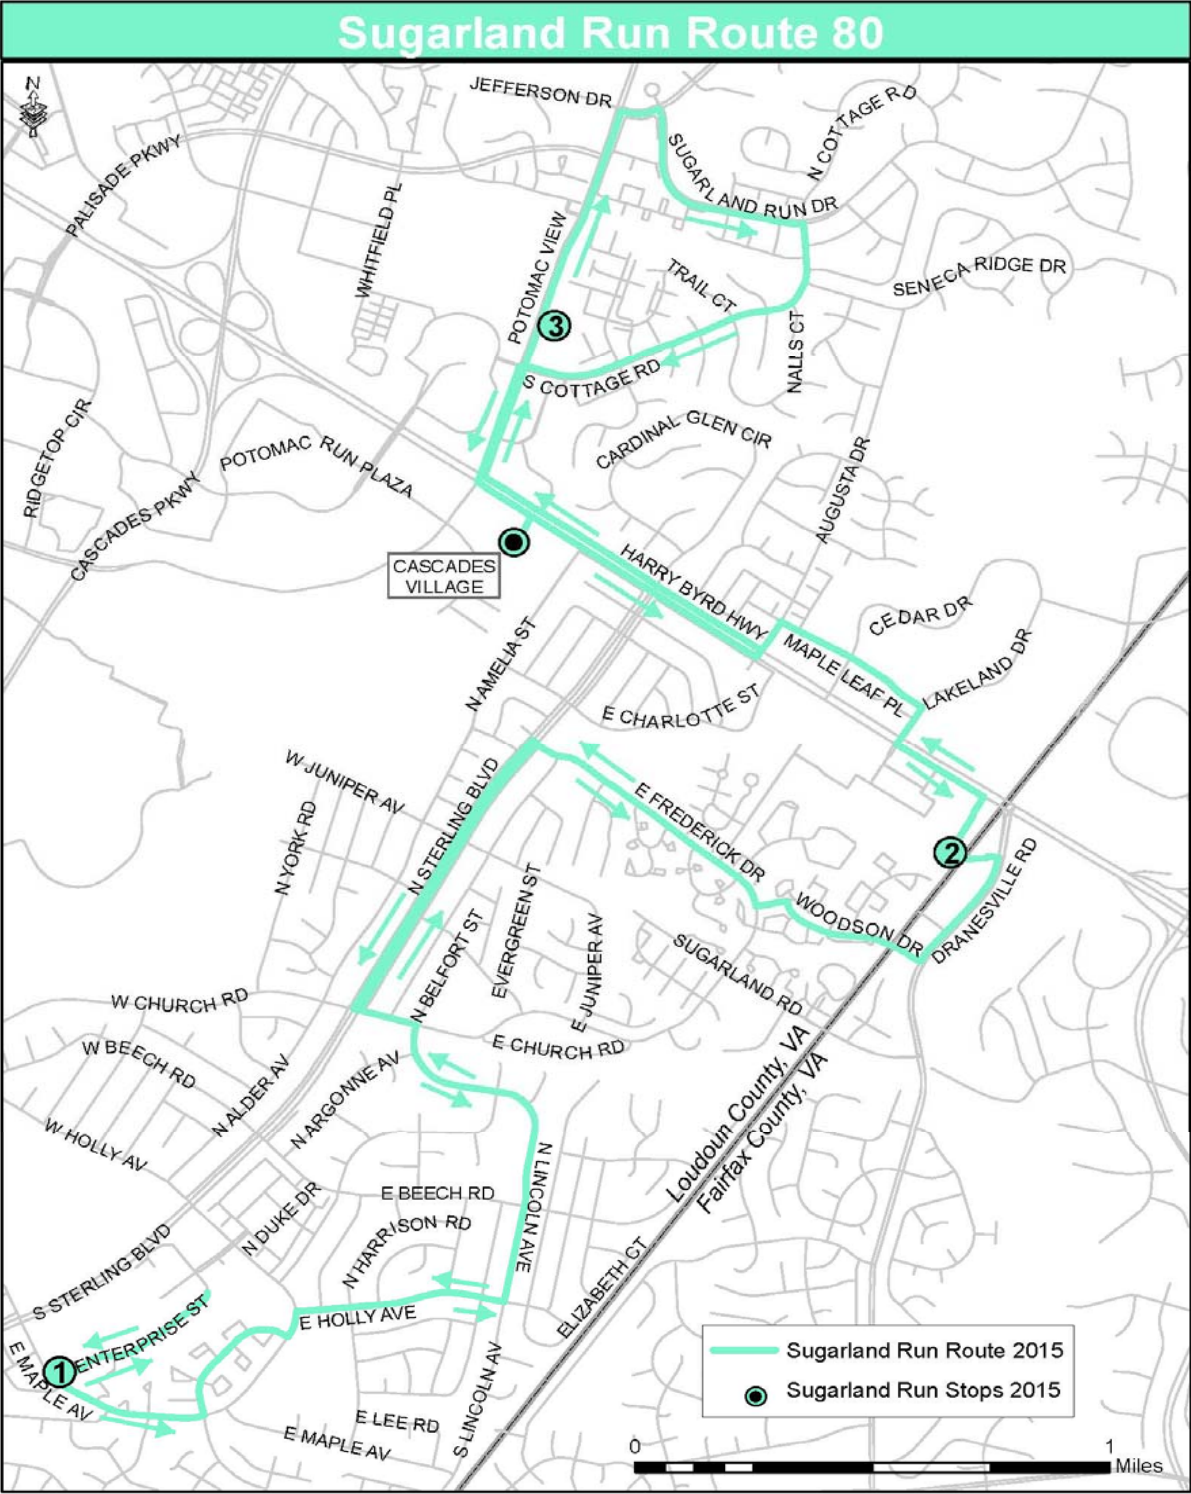 Sugarland Run Route 80
N
JEFFERSON DR
N COTTAGE RD
PALISADE PKWY
SUGARLAND RUN DR
WHITFIELD PL
POTOMAC VIEW
TRAIL CT
SENECA RIDGE DR
3
NALLS CT
S COTTAGE RD
RIDGETOP CIR
POTOMAC RUN PLAZA
CARDINAL GLEN CIR
CASCADES PKWY
AUGUSTA DR
CASCADES
VILLAGE
HARRY BYRD HWY
CEDAR DR
MAPLE LEAF PL
LAKELAND DR
N AMELIA ST
E CHARLOTTE ST
W JUNIPER AV
N STERLING BLVD
N YORK RD
E FREDERICK DR
2
WOODSON DR
DRANESVILLE RD
EVERGREEN ST
N BELFORT ST
E JUNIPER AV
SUGARLAND RD
W CHURCH RD
E CHURCH RD
W BEECH RD
N ALDER AV
N ARGONNE AV
Loudoun County, VA
Fairfax County, VA
W HOLLY AV
N LINCOLN AVE
E BEECH RD
N DUKE DR
N HARRISON RD
S STERLING BLVD
ELIZABETH CT
E HOLLY AVE
ENTERPRISE ST
1
E MAPLE AV
S LINCOLN AV
E LEE RD
E MAPLE AV
Sugarland Run Route 2015
Sugarland Run Stops 2015
0 1
Miles